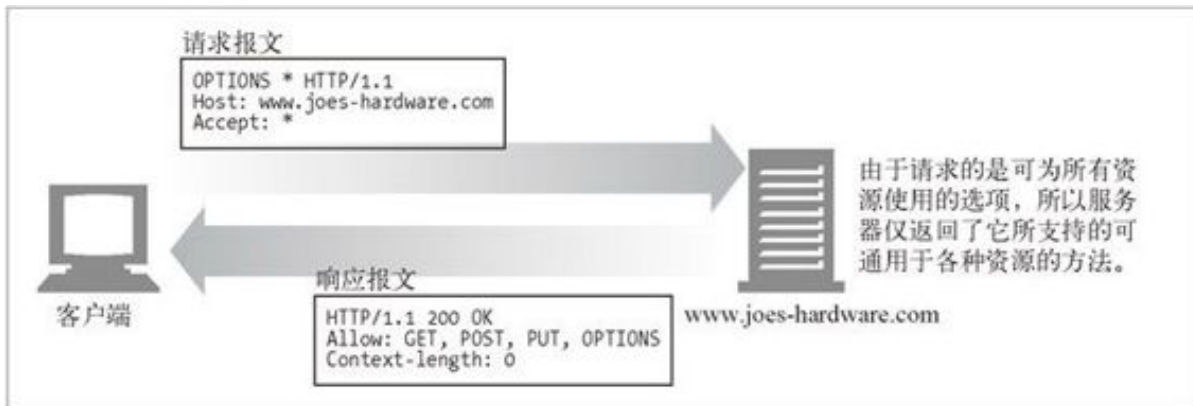 请求报文
OPTIONS * HTTP/1.1
Host: www.joes-hardware.com
Accept: *
由于请求的是可为所有资
源使用的选项，所以服务
器仅返回了它所支持的可
通用于各种资源的方法。
客户端
响应报文
HTTP/1.1 200 OK
Allow: GET, POST, PUT, OPTIONS
Context-length: 0
www.joes-hardware.com